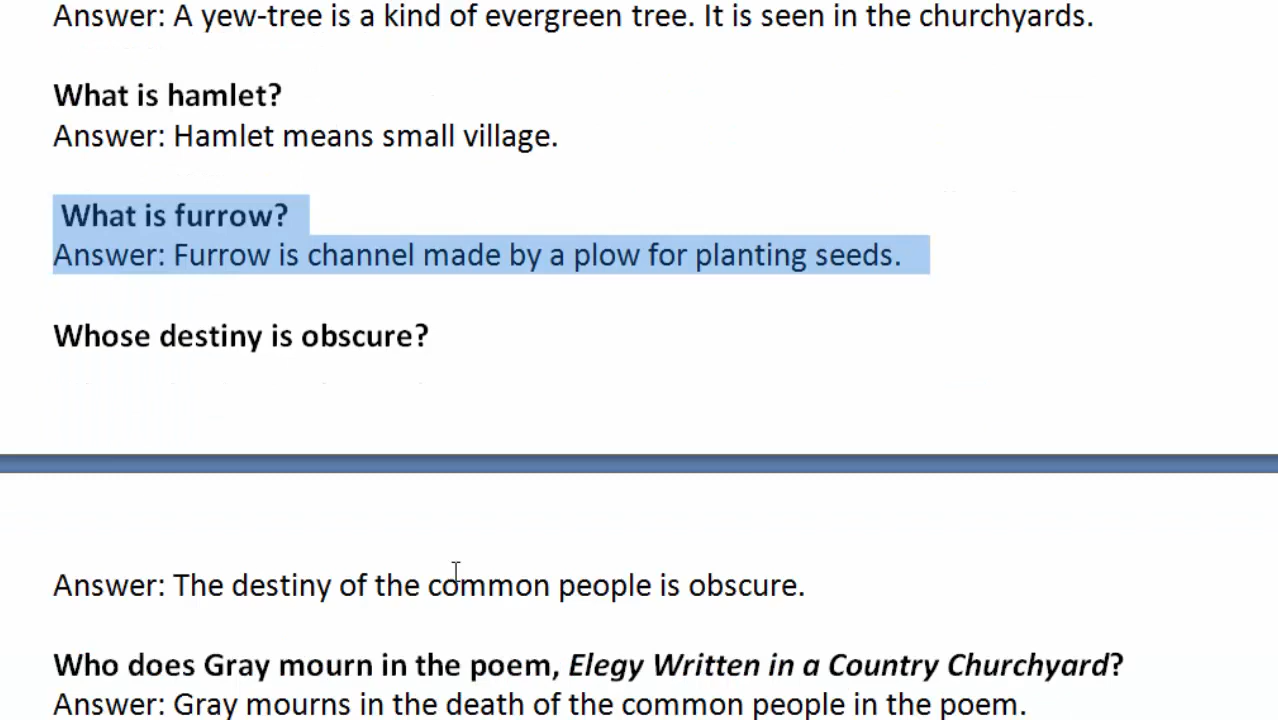 Answer: A yew-tree is a kind of evergreen tree. It is seen in the churchyards.
What is hamlet?
Answer: Hamlet means small village.
What is furrow?
Answer: Furrow is channel made by a plow for planting seeds.
Whose destiny is obscure?
Answer: The destiny of the common people is obscure.
Who does Gray mourn in the poem, Elegy Written in a Country Churchyard?
Answer: Gray mourns in the death of the common people in the poem.